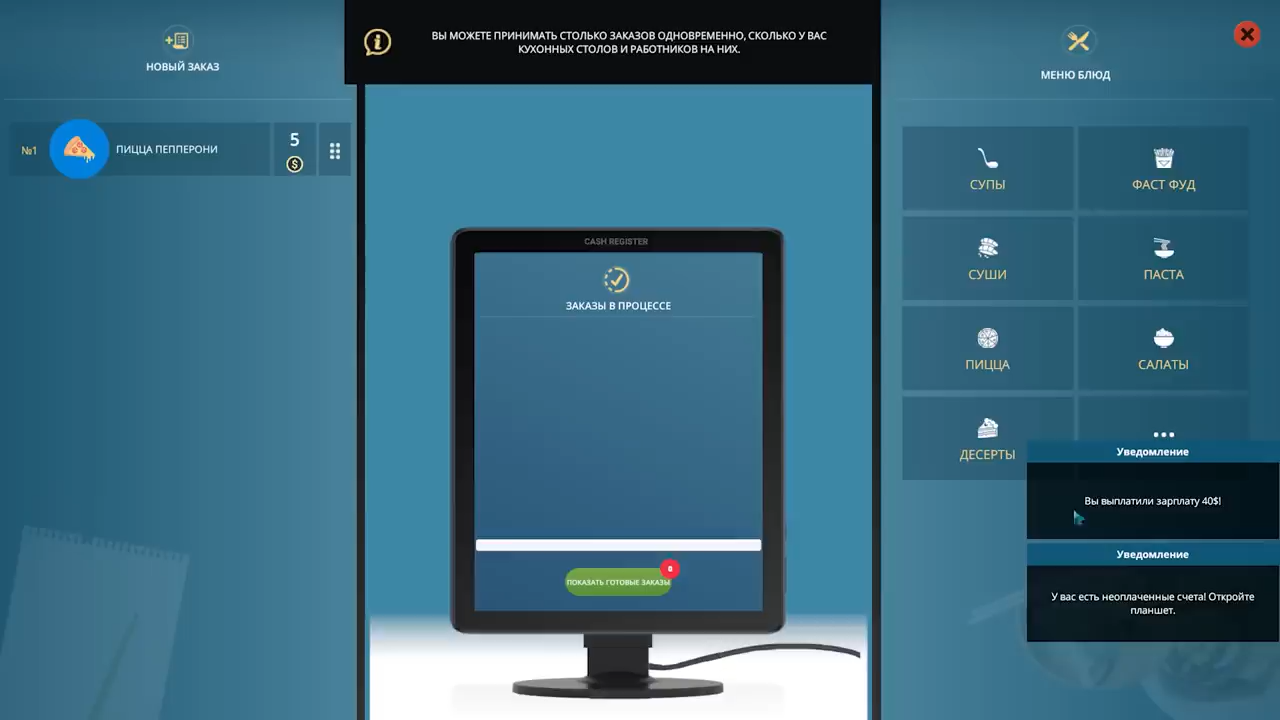 НОВЫЙ ЗАКАЗ
№1
ПИЦЦА ПЕППЕРОНИ
5
ВЫ МОЖЕТЕ ПРИНИМАТЬ СТОЛЬКО ЗАКАЗОВ ОДНОВРЕМЕННО, СКОЛЬКО У ВАС
КУХОННЫХ СТОЛОВ И РАБОТНИКОВ НА НИХ.
CASH REGISTER
ЗАКАЗЫ В ПРОЦЕССЕ
6
ПОКАЗАТЬ ГОТОВЫЕ ЗАКАЗЫ
МЕНЮ БЛЮД
СУПЫ
ФАСТ ФУД
СУШИ
ПАСТА
ПИЦЦА
САЛАТЫ
ДЕСЕРТЫ
Уведомление
Вы выплатили зарплату 40$!
Уведомление
У вас есть неоплаченные счета! Откройте
планшет.